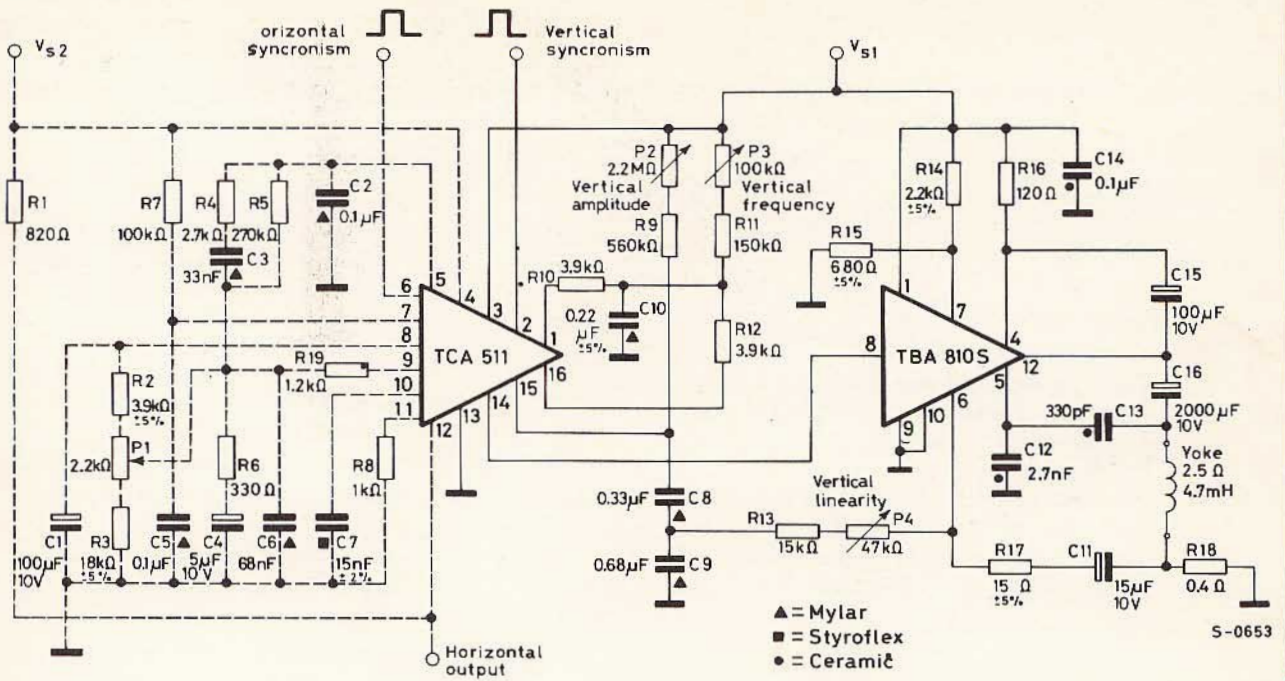 orizontal
syncronism
Vertical
syncronism
VS2
VS1
R1
820Ω
R7
100kΩ
R4
2.7kΩ
R5
270kΩ
C2
0.1µF
C3
33nF
P2
2.2MΩ
Vertical
amplitude
P3
100kΩ
Vertical
frequency
R9
560kΩ
R11
150kΩ
R10
3.9kΩ
C10
0.22
µF
±5%
R12
3.9kΩ
R14
2.2kΩ
±5%
R16
120Ω
C14
0.1µF
R15
680Ω
±5%
C15
100µF
10V
C16
2000µF
10V
6
7
8
9
10
11
5
4
3
2
1
16
15
14
13
12
TCA 511
R19
1.2kΩ
R2
3.9kΩ
±5%
P1
2.2kΩ
R3
18kΩ
±5%
C1
100µF
10V
C5
0.1µF
R6
330Ω
C4
5µF
10V
C6
68nF
C7
15nF
±2%
R8
1kΩ
8
1
7
4
12
5
6
10
9
TBA 810S
330pF
C13
C12
2.7nF
Yoke
2.5Ω
4.7mH
0.33µF
C8
0.68µF
C9
Vertical
linearity
R13
15kΩ
P4
47kΩ
R17
15Ω
±5%
C11
15µF
10V
R18
0.4Ω
Horizontal
output
▲ = Mylar
■ = Styroflex
● = Ceramic
S-0653